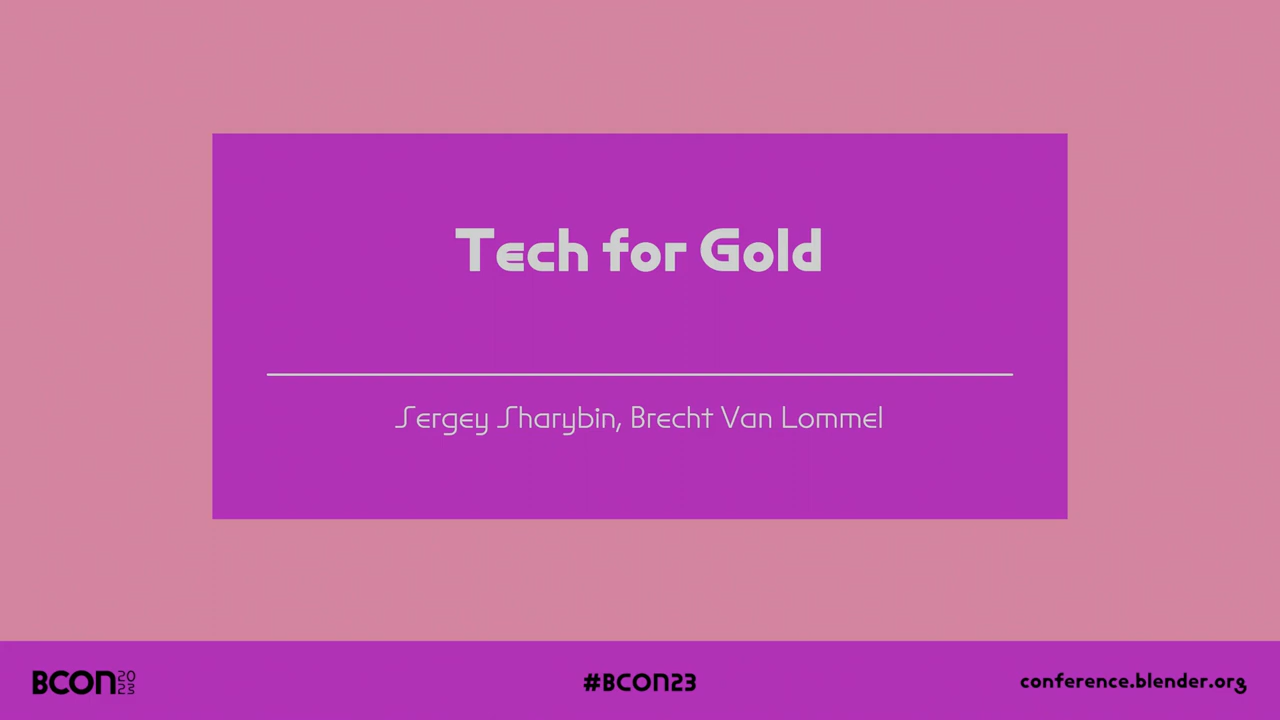 Tech for Gold
Sergey Sharybin, Brecht Van Lommel
BCON 2023
#BCON23
conference.blender.org